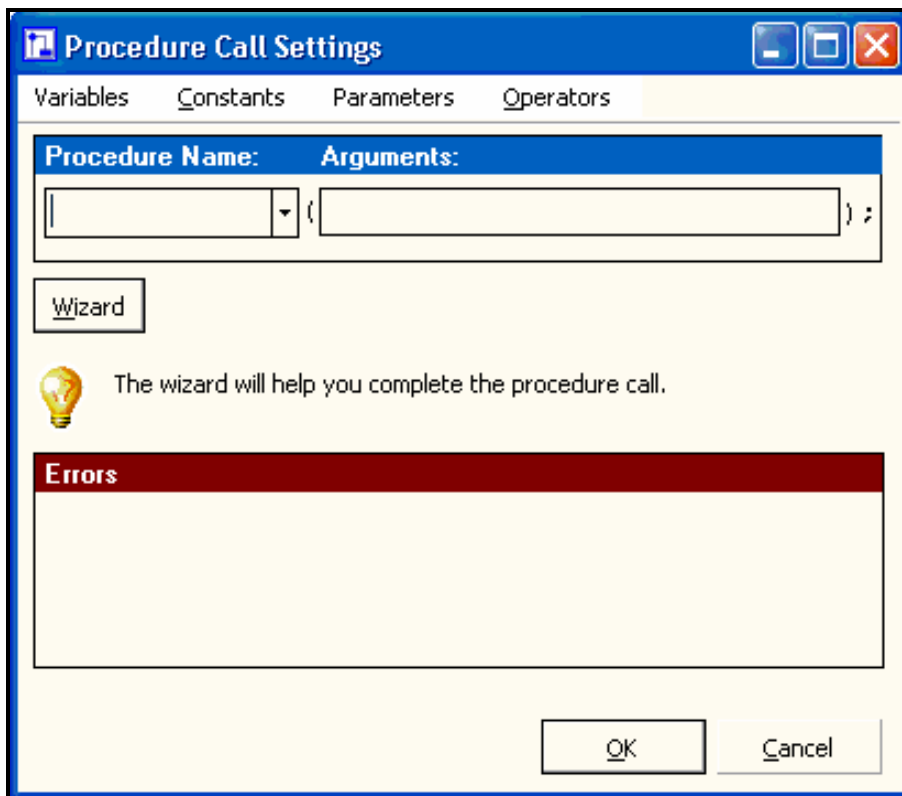 Procedure Call Settings
Variables Constants Parameters Operators
Procedure Name: Arguments:
( ) ;
Wizard
The wizard will help you complete the procedure call.
Errors
OK Cancel